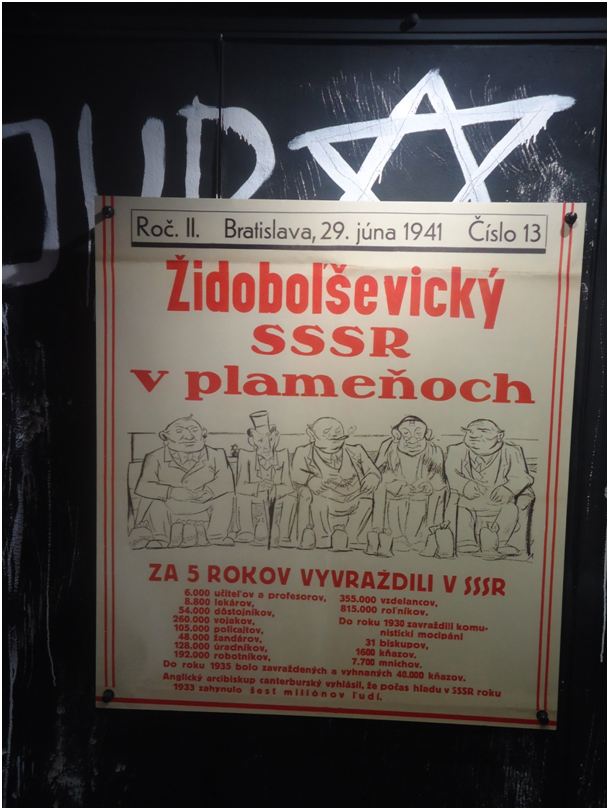 JUD
Roč. II. Bratislava, 29. júna 1941 Číslo 13
Židoboľševický
SSSR
v plameňoch
ZA 5 ROKOV VYVRAŽDILI V SSSR
6.000 učiteľov a profesorov,
8.800 lekárov,
54.000 dôstojníkov,
260.000 vojakov,
105.000 policajtov,
48.000 žandárov,
128.000 úradníkov,
192.000 robotníkov,
355.000 vzdelancov,
815.000 roľníkov.
Do roku 1930 zavraždili komu-
nistickí mocipáni
31 biskupov,
1600 kňazov,
7.700 mníchov.
Do roku 1935 bolo zavraždených a vyhnaných 40.000 kňazov.
Anglický arcibiskup canterburský vyhlásil, že počas hladu v SSSR roku
1933 zahynulo šesť miliónov ľudí.